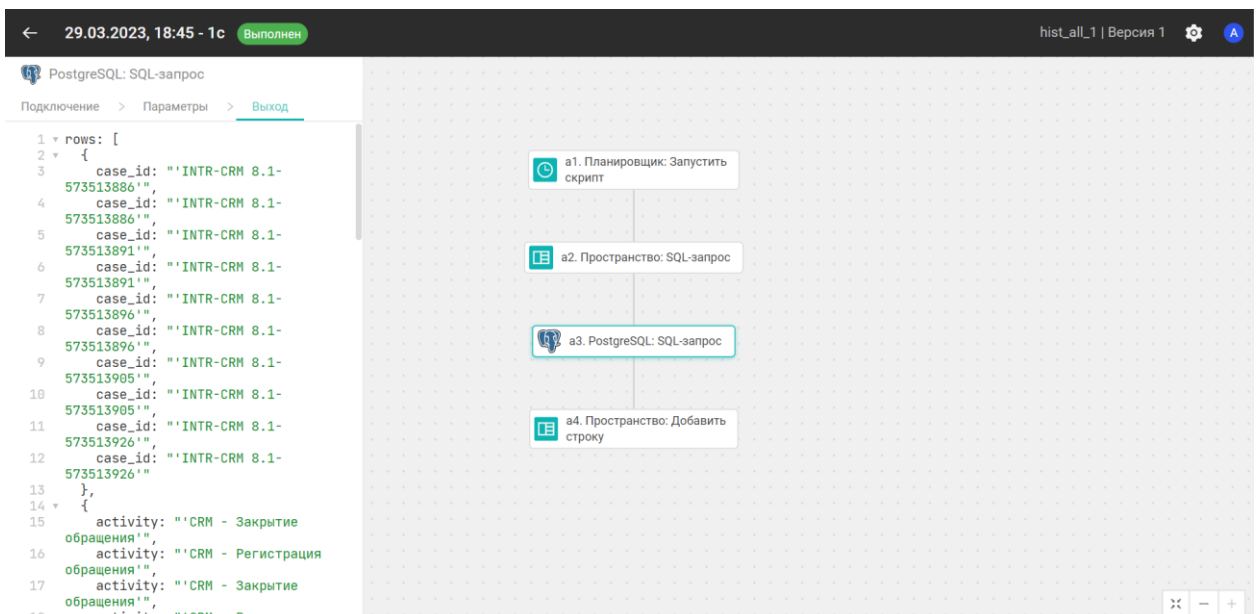 29.03.2023, 18:45 - 1с Выполнен
hist_all_1 | Версия 1
A
PostgreSQL: SQL-запрос
Подключение > Параметры > Выход
1 rows: [
2 {
3 case_id: "'INTR-CRM 8.1-
573513886'",
4 case_id: "'INTR-CRM 8.1-
573513886'",
5 case_id: "'INTR-CRM 8.1-
573513891'",
6 case_id: "'INTR-CRM 8.1-
573513891'",
7 case_id: "'INTR-CRM 8.1-
573513896'",
8 case_id: "'INTR-CRM 8.1-
573513896'",
9 case_id: "'INTR-CRM 8.1-
573513905'",
10 case_id: "'INTR-CRM 8.1-
573513905'",
11 case_id: "'INTR-CRM 8.1-
573513926'",
12 case_id: "'INTR-CRM 8.1-
573513926'"
13 },
14 {
15 activity: "'CRM - Закрытие
обращения'",
16 activity: "'CRM - Регистрация
обращения'",
17 activity: "'CRM - Закрытие
обращения'",
a1. Планировщик: Запустить
скрипт
a2. Пространство: SQL-запрос
a3. PostgreSQL: SQL-запрос
a4. Пространство: Добавить
строку